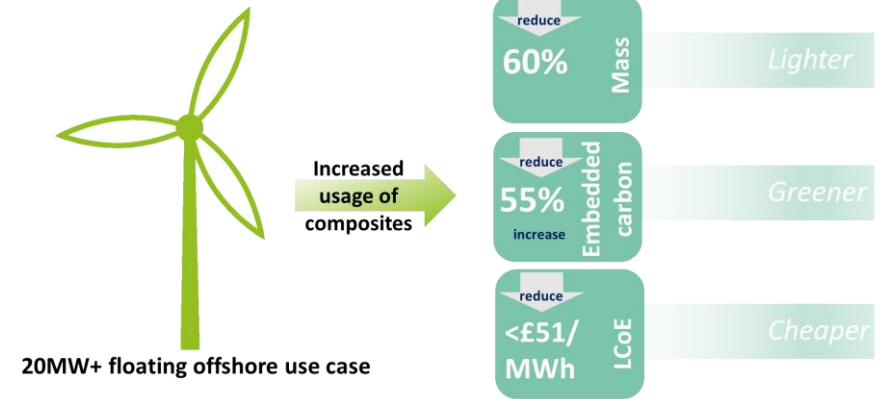 20MW+ floating offshore use case
Increased
usage of
composites
reduce
60%
Mass
Lighter
reduce
55%
increase
Embedded
carbon
Greener
reduce
<£51/
MWh
LCoE
Cheaper